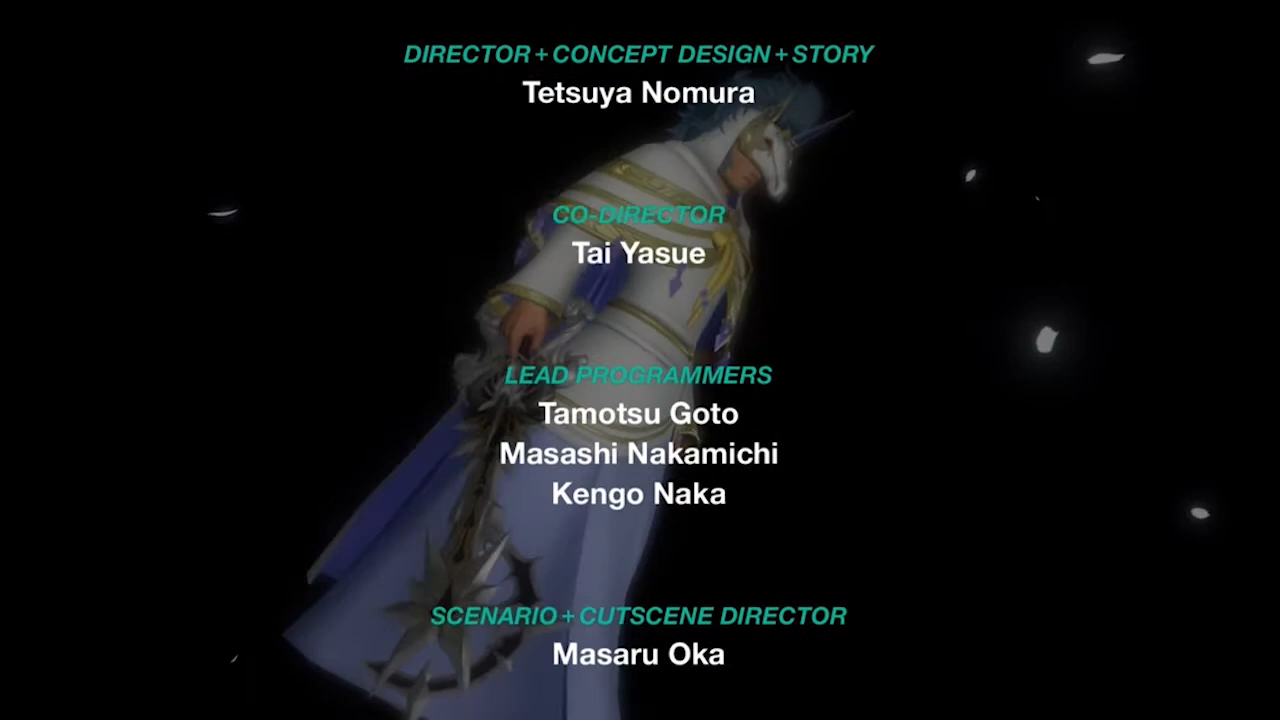 DIRECTOR + CONCEPT DESIGN + STORY
Tetsuya Nomura
CO-DIRECTOR
Tai Yasue
LEAD PROGRAMMERS
Tamotsu Goto
Masashi Nakamichi
Kengo Naka
SCENARIO + CUTSCENE DIRECTOR
Masaru Oka